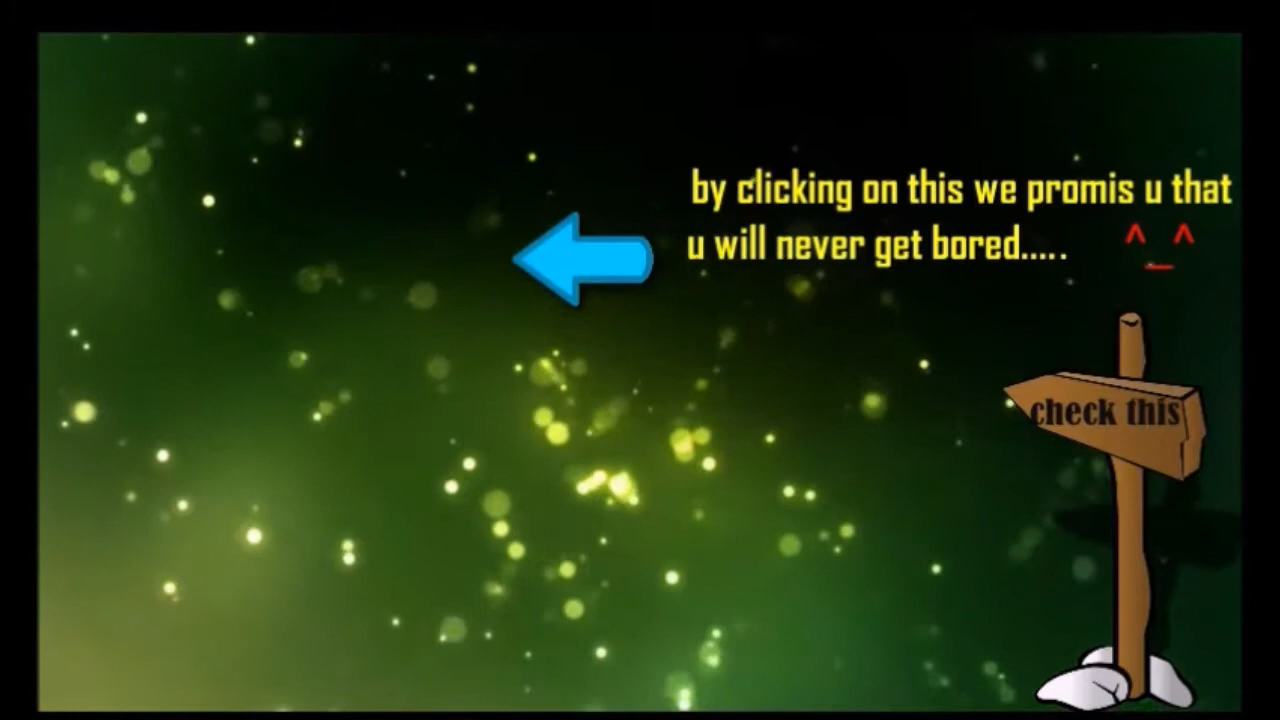 by clicking on this we promis u that
u will never get bored..... ^_^
check this